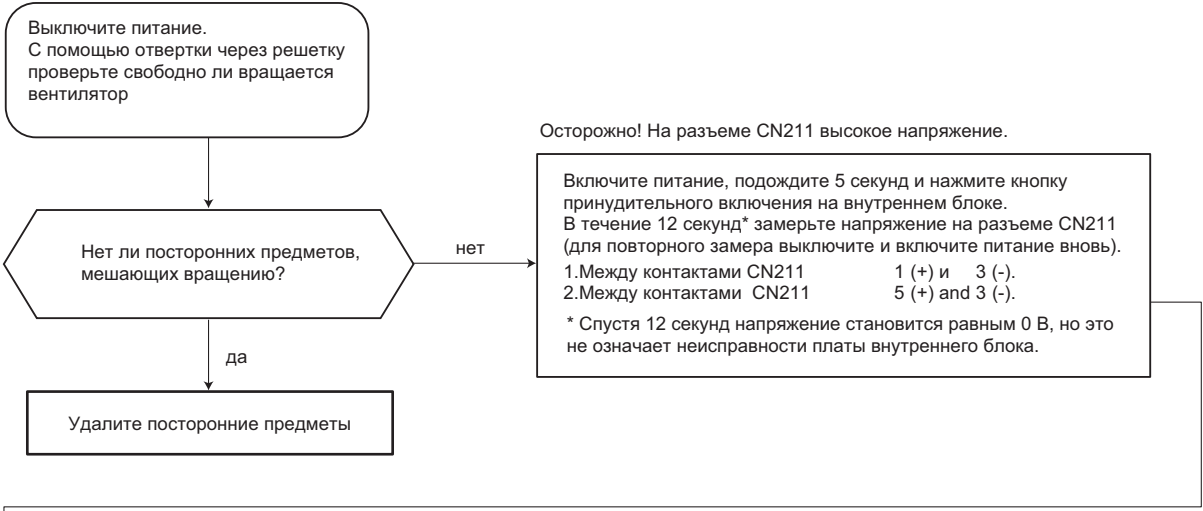 Выключите питание.
С помощью отвертки через решетку
проверьте свободно ли вращается
вентилятор
Осторожно! На разъеме CN211 высокое напряжение.
Включите питание, подождите 5 секунд и нажмите кнопку
принудительного включения на внутреннем блоке.
В течение 12 секунд* замерьте напряжение на разъеме CN211
(для повторного замера выключите и включите питание вновь).
1.Между контактами CN211 1 (+) и 3 (-).
2.Между контактами CN211 5 (+) and 3 (-).
* Спустя 12 секунд напряжение становится равным 0 В, но это
не означает неисправности платы внутреннего блока.
Нет ли посторонних предметов,
мешающих вращению?
нет
да
Удалите посторонние предметы